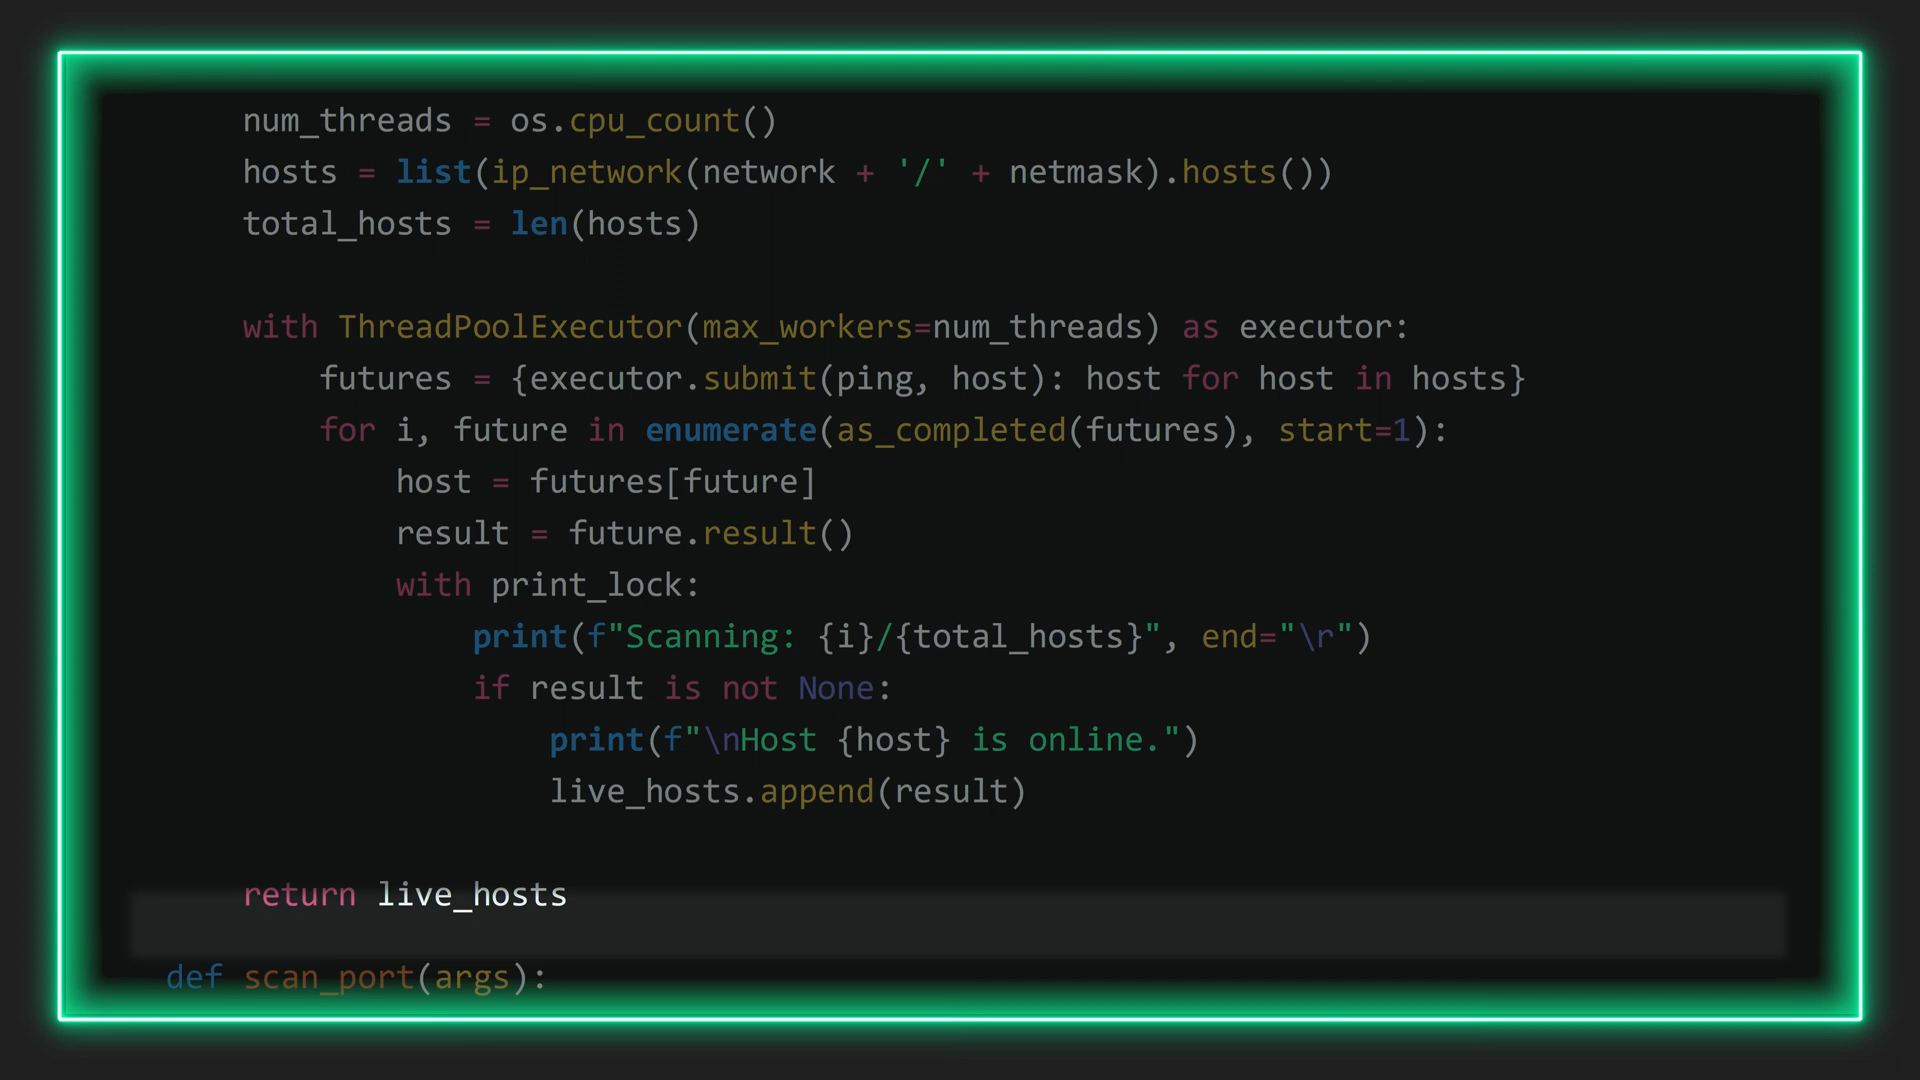 num_threads = os.cpu_count()
hosts = list(ip_network(network + '/' + netmask).hosts())
total_hosts = len(hosts)
with ThreadPoolExecutor(max_workers=num_threads) as executor:
futures = {executor.submit(ping, host): host for host in hosts}
for i, future in enumerate(as_completed(futures), start=1):
host = futures[future]
result = future.result()
with print_lock:
print(f"Scanning: {i}/{total_hosts}", end="\r")
if result is not None:
print(f"\nHost {host} is online.")
live_hosts.append(result)
return live_hosts
def scan_port(args):